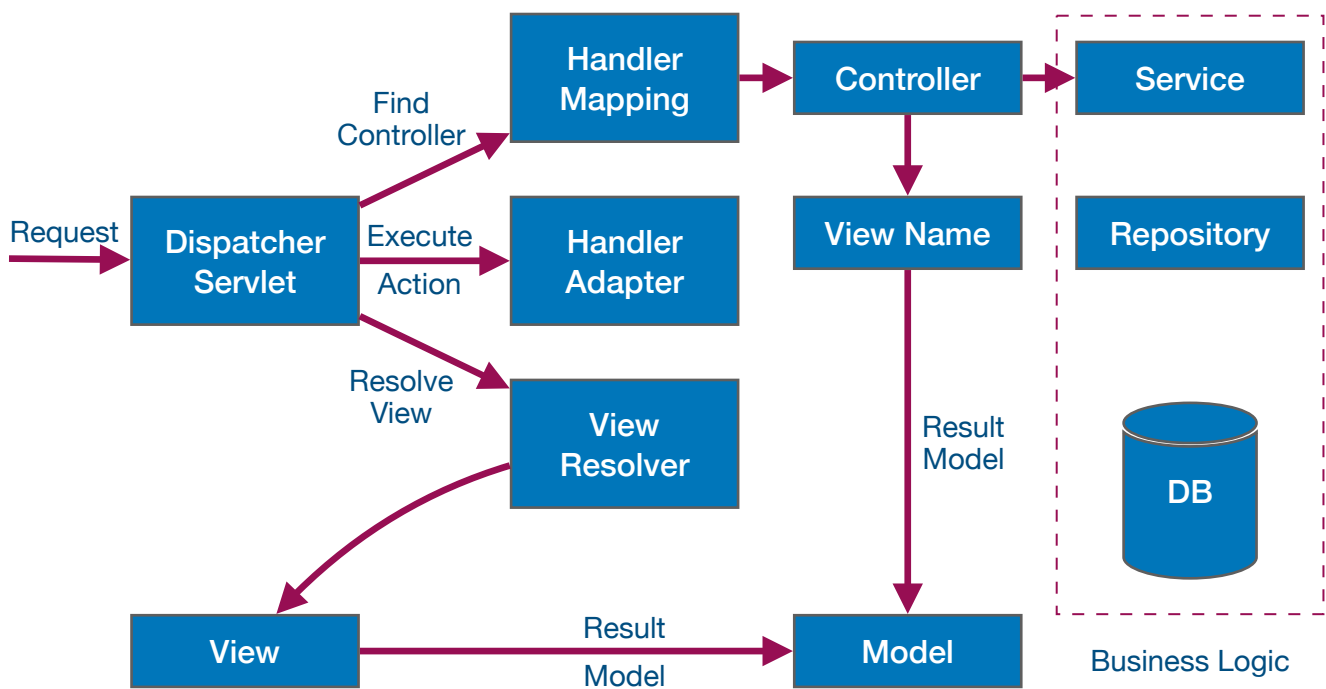 Handler
Mapping
Controller
Service
Find
Controller
Request
Dispatcher
Servlet
Execute
Action
Handler
Adapter
View Name
Repository
Resolve
View
View
Resolver
Result
Model
DB
View
Result
Model
Model
Business Logic